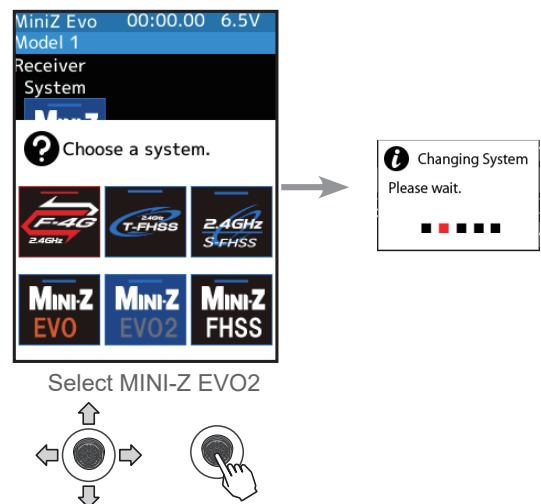 MiniZ Evo 00:00.00 6.5V
Model 1
Receiver
System
MINI-Z
? Choose a system.
F-4G
2.4GHz
2.4GHz
T-FHSS
2.4GHz
S-FHSS
MINI-Z
EVO
MINI-Z
EVO2
MINI-Z
FHSS
i Changing System
Please wait.
Select MINI-Z EVO2